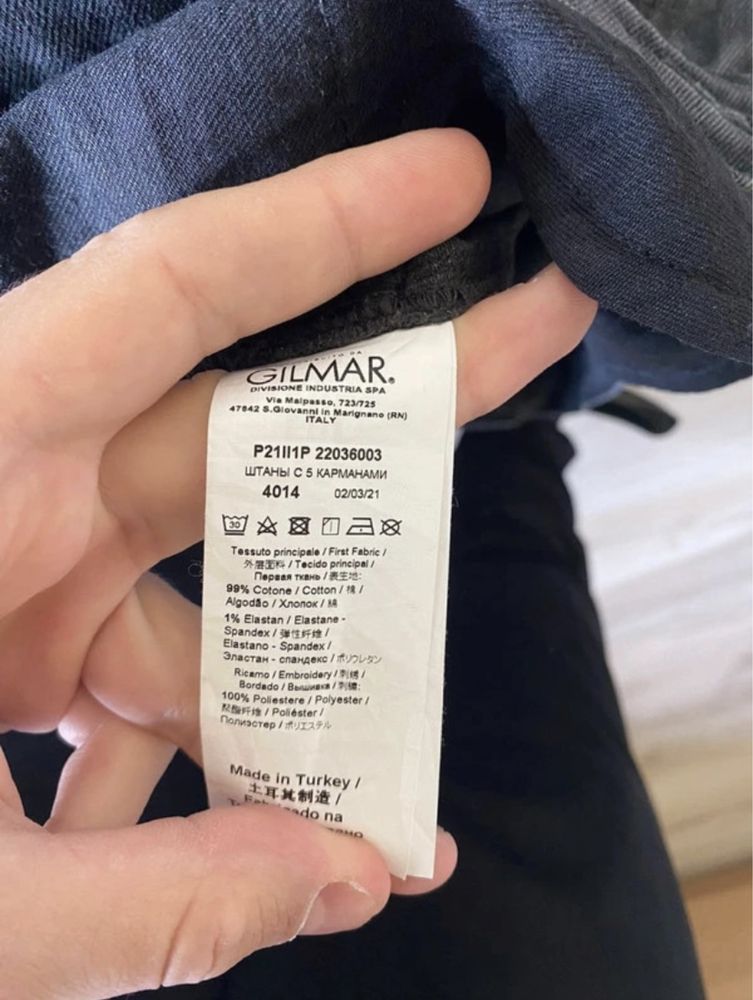 GILMAR®
DIVISIONE INDUSTRIA SPA
Via Malpasso, 723/725
47842 S.Giovanni in Marignano (RN)
ITALY
P21II1P 22036003
ШТАНЫ С 5 КАРМАНАМИ
4014 02/03/21
30
Tessuto principale / First Fabric /
外层面料 / Tecido principal /
Первая ткань / 表生地:
99% Cotone / Cotton / 棉 /
Algodão / Хлопок / 綿
1% Elastan / Elastane -
Spandex / 弹性纤维 /
Elastano - Spandex /
Эластан - спандекс / ポリウレタン
Ricamo / Embroidery / 刺绣 /
Bordado / Вышивка / 刺繍:
100% Poliestere / Polyester /
聚酯纤维 / Poliéster /
Полиэстер / ポリエステル
Made in Turkey /
土耳其制造 /
na